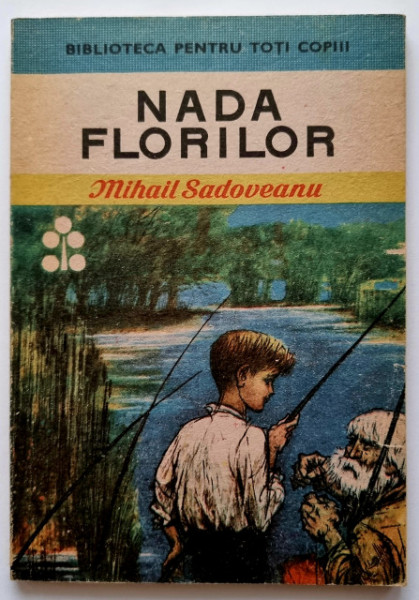 BIBLIOTECA PENTRU TOȚI COPIII
NADA
FLORILOR
Mihail Sadoveanu